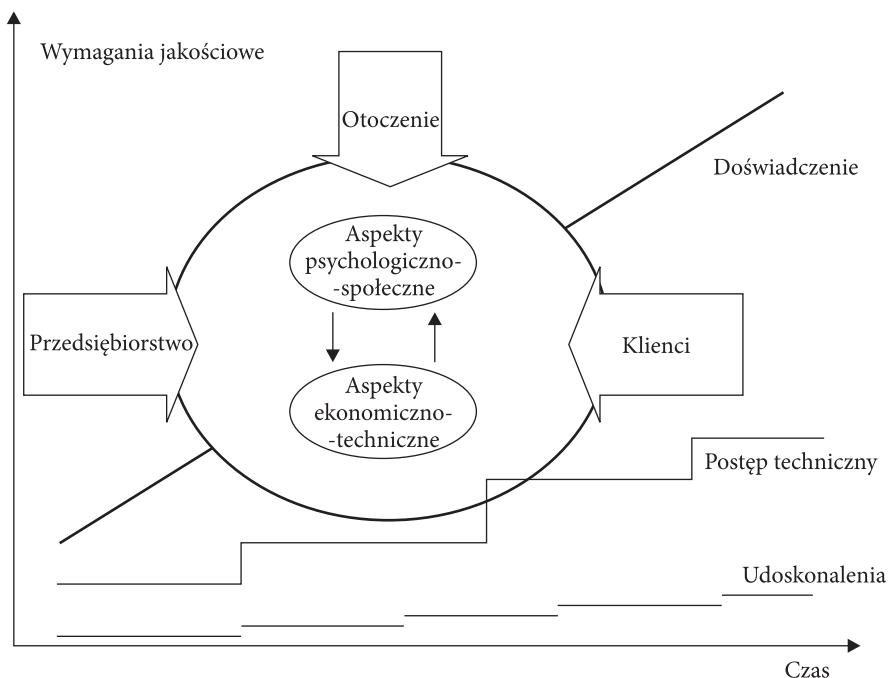 Wymagania jakościowe
Otoczenie
Doświadczenie
Aspekty
psychologiczno-
-społeczne
Przedsiębiorstwo
Klienci
Aspekty
ekonomiczno-
-techniczne
Postęp techniczny
Udoskonalenia
Czas